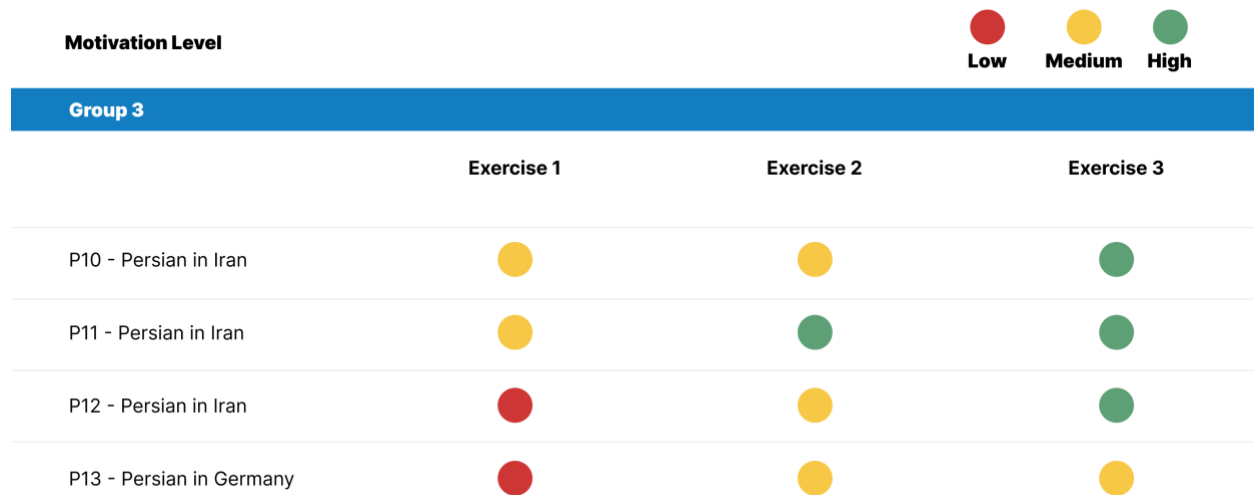 Motivation Level
Low Medium High
Group 3
Exercise 1 Exercise 2 Exercise 3
P10 - Persian in Iran
P11 - Persian in Iran
P12 - Persian in Iran
P13 - Persian in Germany